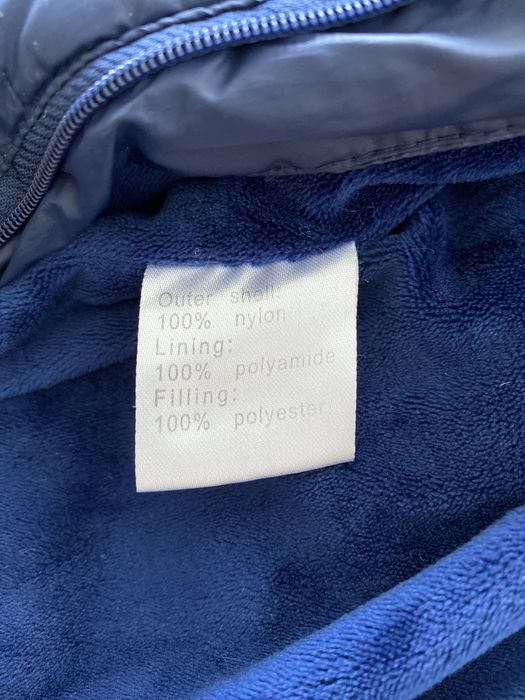 Outer shell:
100% nylon
Lining:
100% polyamide
Filling:
100% polyester